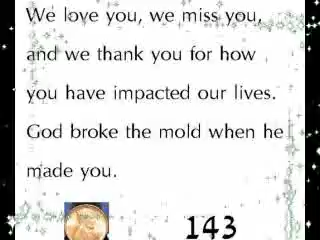 We love you, we miss you,
and we thank you for how
you have impacted our lives.
God broke the mold when he
made you.
143